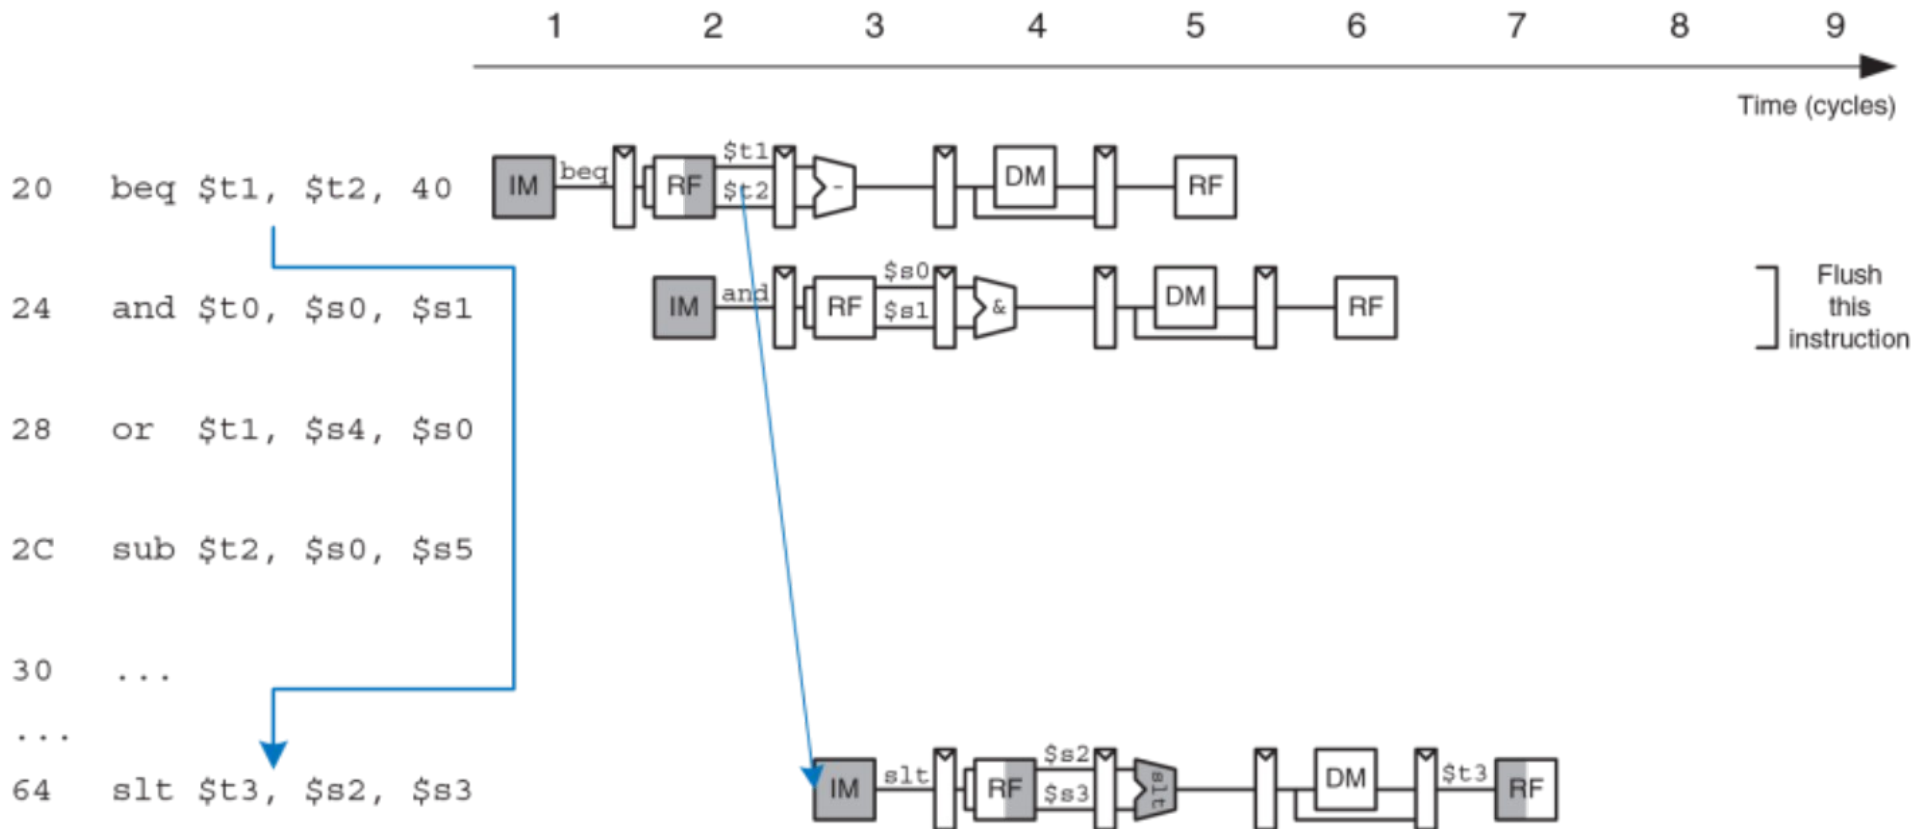 1 2 3 4 5 6 7 8 9
Time (cycles)
20 beq $t1, $t2, 40 IM beq RF $t1 $t2 - DM RF
24 and $t0, $s0, $s1 IM and RF $s0 $s1 & DM RF
Flush
this
instruction
28 or $t1, $s4, $s0
2C sub $t2, $s0, $s5
30 ...
...
64 slt $t3, $s2, $s3 IM slt RF $s2 $s3 slt DM $t3 RF